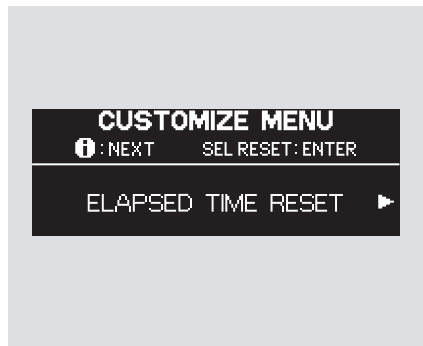 CUSTOMIZE MENU
i:NEXT SEL RESET:ENTER
ELAPSED TIME RESET ►